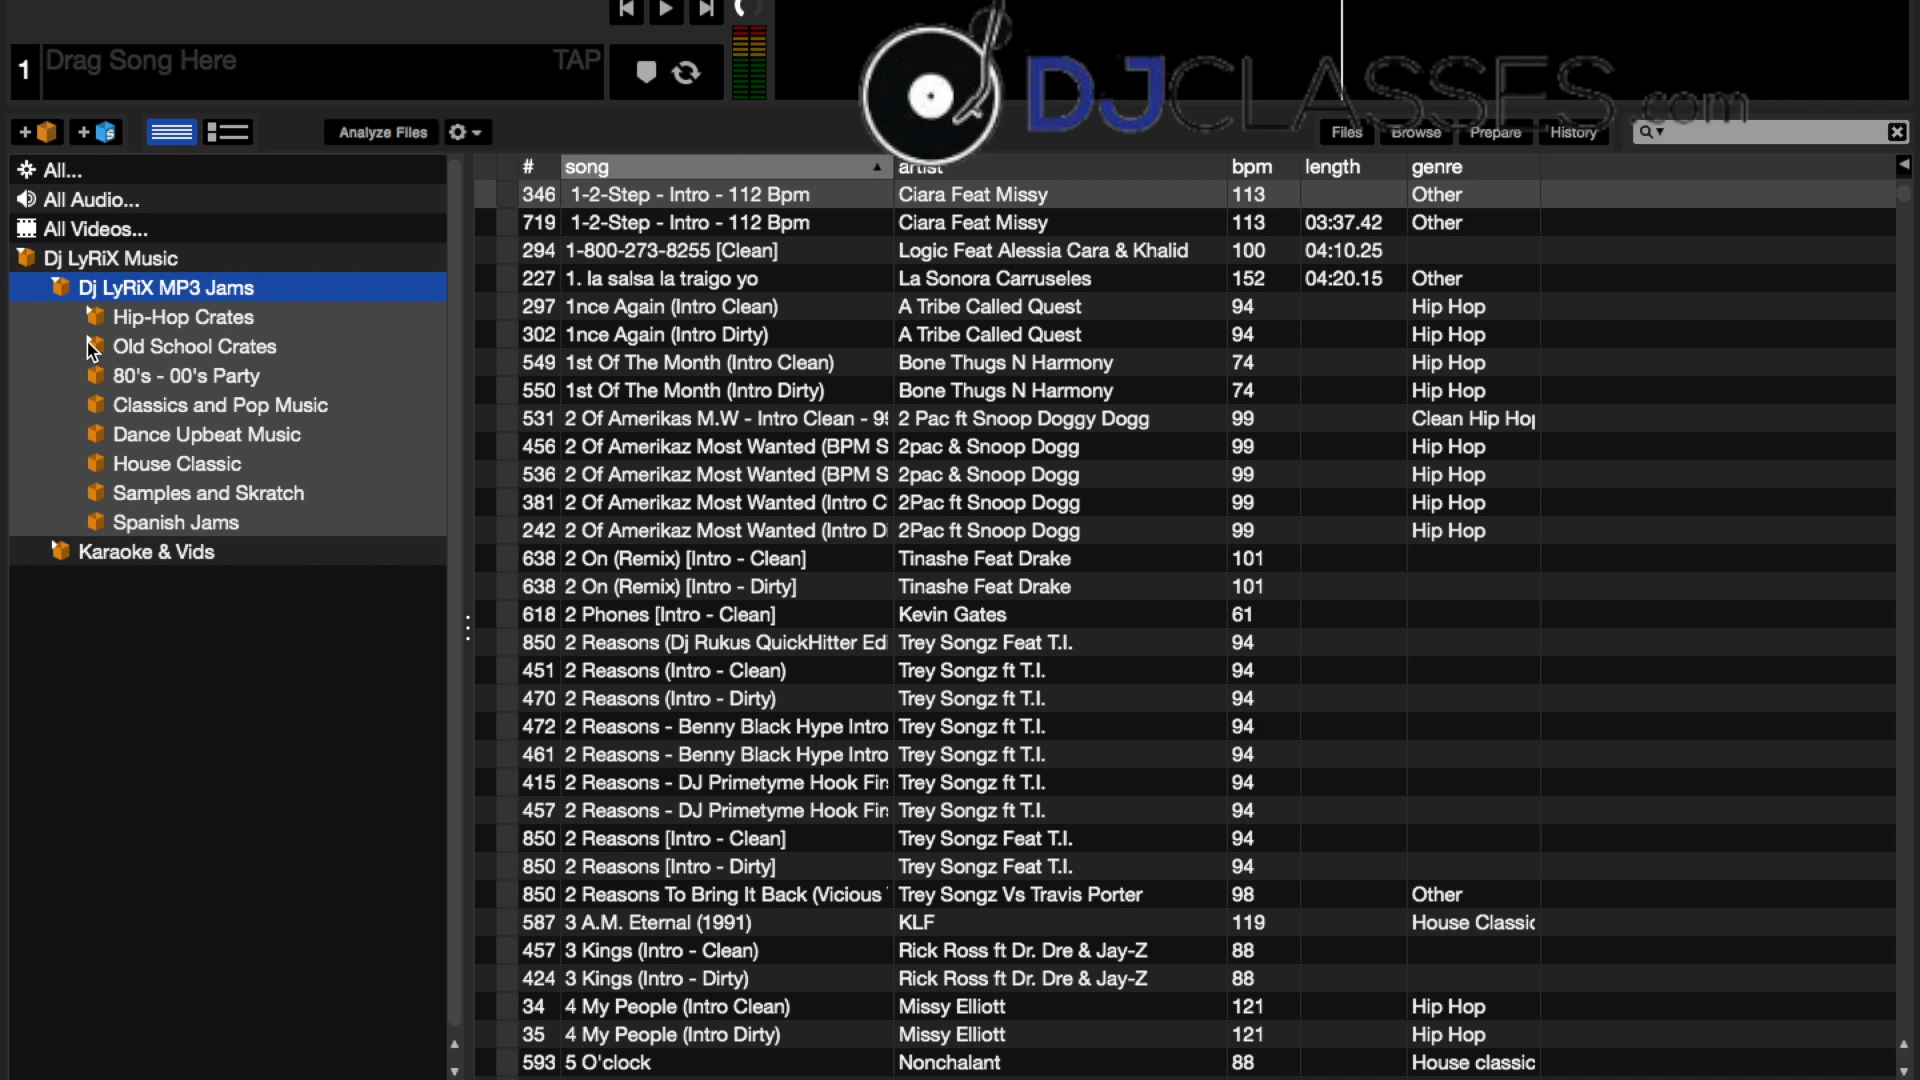 1 Drag Song Here TAP
DJCLASSES.com
Analyze Files Files Browse Prepare History
All...
All Audio...
All Videos...
Dj LyRiX Music
Dj LyRiX MP3 Jams
Hip-Hop Crates
Old School Crates
80's - 00's Party
Classics and Pop Music
Dance Upbeat Music
House Classic
Samples and Skratch
Spanish Jams
Karaoke & Vids
# song artist bpm length genre
346 1-2-Step - Intro - 112 Bpm Ciara Feat Missy 113 Other
719 1-2-Step - Intro - 112 Bpm Ciara Feat Missy 113 03:37.42 Other
294 1-800-273-8255 [Clean] Logic Feat Alessia Cara & Khalid 100 04:10.25
227 1. la salsa la traigo yo La Sonora Carruseles 152 04:20.15 Other
297 1nce Again (Intro Clean) A Tribe Called Quest 94 Hip Hop
302 1nce Again (Intro Dirty) A Tribe Called Quest 94 Hip Hop
549 1st Of The Month (Intro Clean) Bone Thugs N Harmony 74 Hip Hop
550 1st Of The Month (Intro Dirty) Bone Thugs N Harmony 74 Hip Hop
531 2 Of Amerikas M.W - Intro Clean - 99 2 Pac ft Snoop Doggy Dogg 99 Clean Hip Hop
456 2 Of Amerikaz Most Wanted (BPM S 2pac & Snoop Dogg 99 Hip Hop
536 2 Of Amerikaz Most Wanted (BPM S 2pac & Snoop Dogg 99 Hip Hop
381 2 Of Amerikaz Most Wanted (Intro C 2Pac ft Snoop Dogg 99 Hip Hop
242 2 Of Amerikaz Most Wanted (Intro Di 2Pac ft Snoop Dogg 99 Hip Hop
638 2 On (Remix) [Intro - Clean] Tinashe Feat Drake 101
638 2 On (Remix) [Intro - Dirty] Tinashe Feat Drake 101
618 2 Phones [Intro - Clean] Kevin Gates 61
850 2 Reasons (Dj Rukus QuickHitter Edi Trey Songz Feat T.I. 94
451 2 Reasons (Intro - Clean) Trey Songz ft T.I. 94
470 2 Reasons (Intro - Dirty) Trey Songz ft T.I. 94
472 2 Reasons - Benny Black Hype Intro Trey Songz ft T.I. 94
461 2 Reasons - Benny Black Hype Intro Trey Songz ft T.I. 94
415 2 Reasons - DJ Primetyme Hook Firs Trey Songz ft T.I. 94
457 2 Reasons - DJ Primetyme Hook Firs Trey Songz ft T.I. 94
850 2 Reasons [Intro - Clean] Trey Songz Feat T.I. 94
850 2 Reasons [Intro - Dirty] Trey Songz Feat T.I. 94
850 2 Reasons To Bring It Back (Vicious Trey Songz Vs Travis Porter 98 Other
587 3 A.M. Eternal (1991) KLF 119 House Classic
457 3 Kings (Intro - Clean) Rick Ross ft Dr. Dre & Jay-Z 88
424 3 Kings (Intro - Dirty) Rick Ross ft Dr. Dre & Jay-Z 88
34 4 My People (Intro Clean) Missy Elliott 121 Hip Hop
35 4 My People (Intro Dirty) Missy Elliott 121 Hip Hop
593 5 O'clock Nonchalant 88 House classic